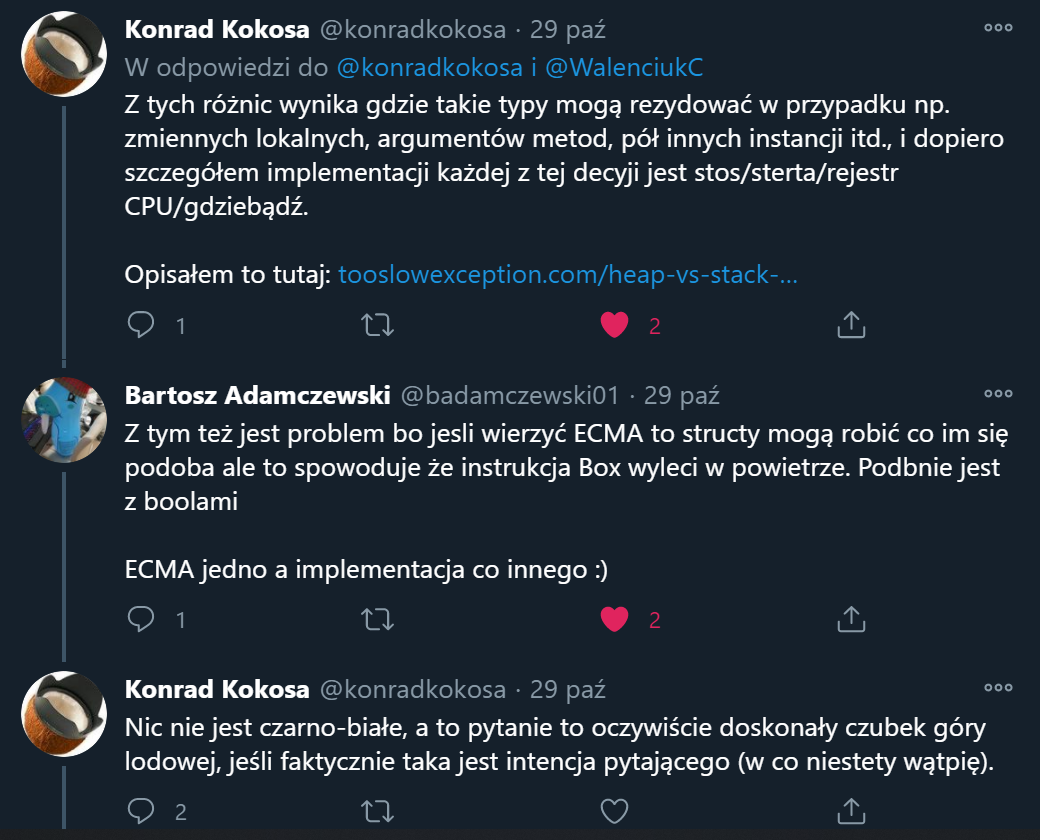 Konrad Kokosa @konradkokosa · 29 paź
W odpowiedzi do @konradkokosa i @WalenciukC
Z tych różnic wynika gdzie takie typy mogą rezydować w przypadku np.
zmiennych lokalnych, argumentów metod, pól innych instancji itd., i dopiero
szczegółem implementacji każdej z tej decyji jest stos/sterta/rejestr
CPU/gdziebądź.
Opisałem to tutaj: tooslowexception.com/heap-vs-stack-...
1 2
Bartosz Adamczewski @badamczewski01 · 29 paź
Z tym też jest problem bo jesli wierzyć ECMA to structy mogą robić co im się
podoba ale to spowoduje że instrukcja Box wyleci w powietrze. Podbnie jest
z boolami
ECMA jedno a implementacja co innego :)
1 2
Konrad Kokosa @konradkokosa · 29 paź
Nic nie jest czarno-białe, a to pytanie to oczywiście doskonały czubek góry
lodowej, jeśli faktycznie taka jest intencja pytającego (w co niestety wątpię).
2